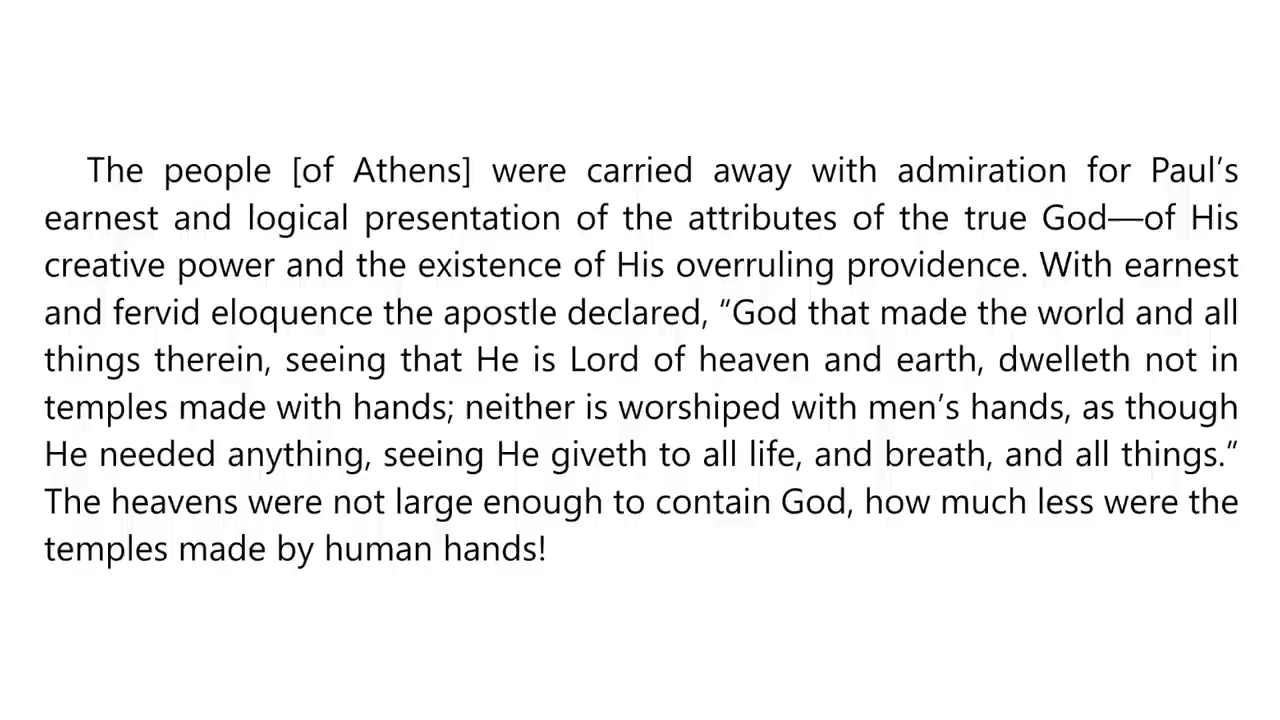 The people [of Athens] were carried away with admiration for Paul’s
earnest and logical presentation of the attributes of the true God—of His
creative power and the existence of His overruling providence. With earnest
and fervid eloquence the apostle declared, “God that made the world and all
things therein, seeing that He is Lord of heaven and earth, dwelleth not in
temples made with hands; neither is worshiped with men’s hands, as though
He needed anything, seeing He giveth to all life, and breath, and all things.”
The heavens were not large enough to contain God, how much less were the
temples made by human hands!